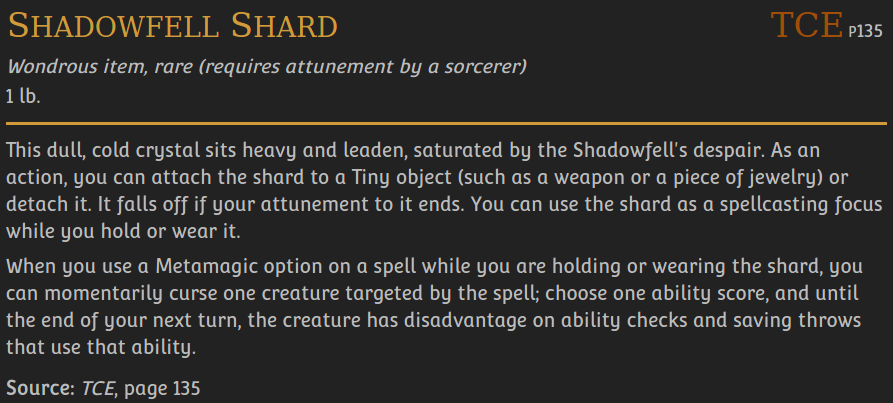 Shadowfell Shard TCE P135
Wondrous item, rare (requires attunement by a sorcerer)
1 lb.
This dull, cold crystal sits heavy and leaden, saturated by the Shadowfell's despair. As an
action, you can attach the shard to a Tiny object (such as a weapon or a piece of jewelry) or
detach it. It falls off if your attunement to it ends. You can use the shard as a spellcasting focus
while you hold or wear it.
When you use a Metamagic option on a spell while you are holding or wearing the shard, you
can momentarily curse one creature targeted by the spell; choose one ability score, and until
the end of your next turn, the creature has disadvantage on ability checks and saving throws
that use that ability.
Source: TCE, page 135